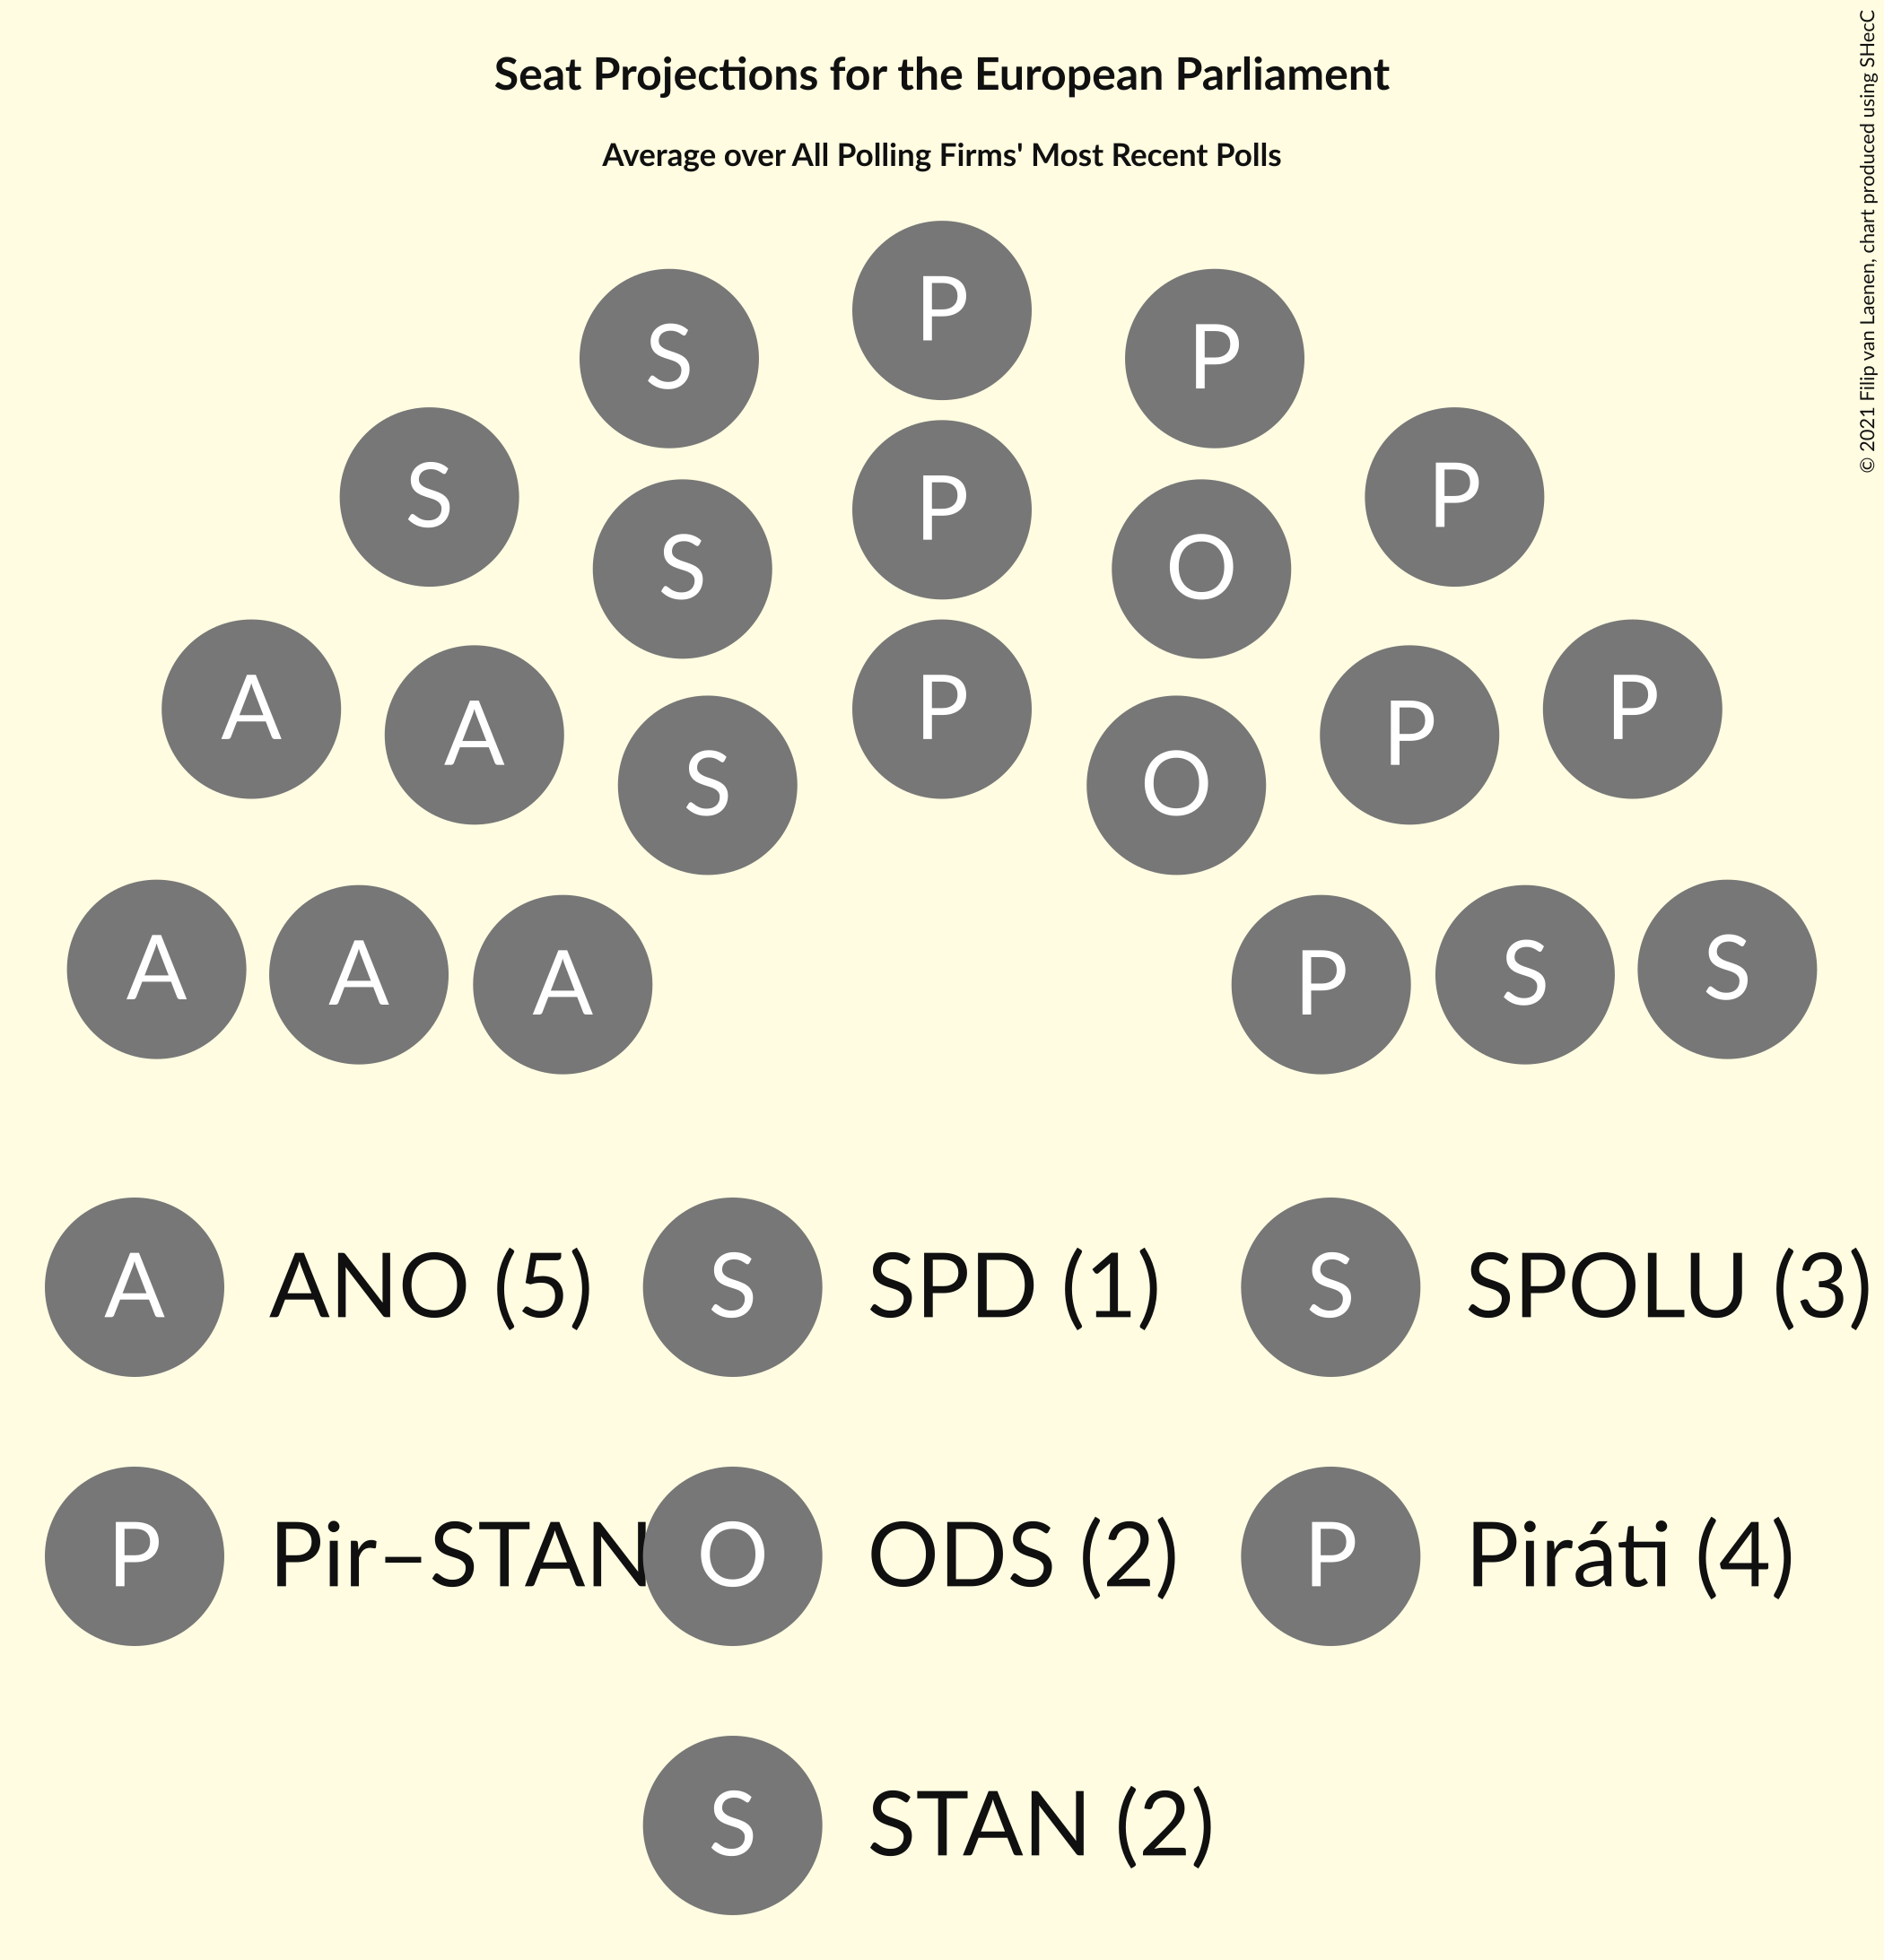 Seat Projections for the European Parliament
Average over All Polling Firms' Most Recent Polls
© 2021 Filip van Laenen, chart produced using SHecC
P
S P
S P P
S P O
A P P
A P
S O
A A A P S S
A ANO (5) S SPD (1) S SPOLU (3)
P Pir–STAN O ODS (2) P Piráti (4)
S STAN (2)